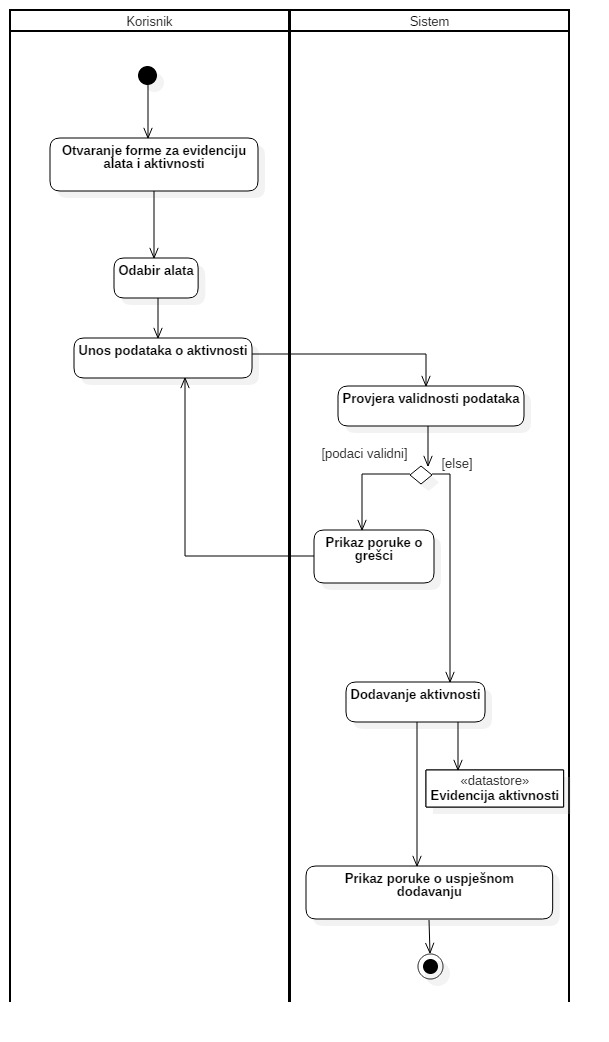 Korisnik
Sistem
Otvaranje forme za evidenciju
alata i aktivnosti
Odabir alata
Unos podataka o aktivnosti
Provjera validnosti podataka
[podaci validni]
[else]
Prikaz poruke o
grešci
Dodavanje aktivnosti
«datastore»
Evidencija aktivnosti
Prikaz poruke o uspješnom
dodavanju